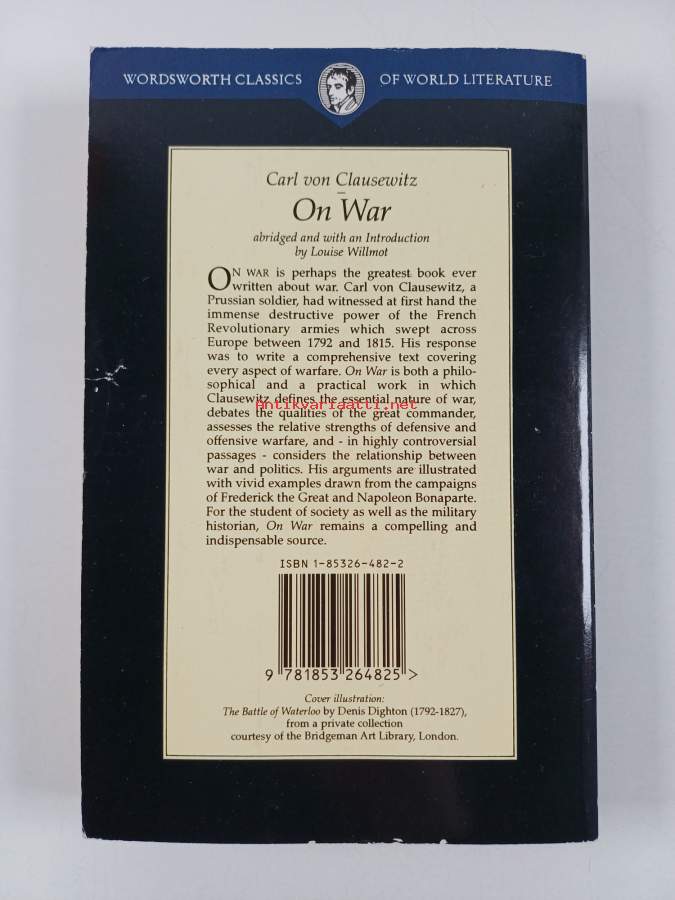 WORDSWORTH CLASSICS OF WORLD LITERATURE
Carl von Clausewitz
–
On War
abridged and with an Introduction
by Louise Willmot
ON WAR is perhaps the greatest book ever
written about war. Carl von Clausewitz, a
Prussian soldier, had witnessed at first hand the
immense destructive power of the French
Revolutionary armies which swept across
Europe between 1792 and 1815. His response
was to write a comprehensive text covering
every aspect of warfare. On War is both a philo-
sophical and a practical work in which
Clausewitz defines the essential nature of war,
Antikvariaatti.net
debates the qualities of the great commander,
assesses the relative strengths of defensive and
offensive warfare, and - in highly controversial
passages - considers the relationship between
war and politics. His arguments are illustrated
with vivid examples drawn from the campaigns
of Frederick the Great and Napoleon Bonaparte.
For the student of society as well as the military
historian, On War remains a compelling and
indispensable source.
ISBN 1-85326-482-2
9 781853 264825 >
Cover illustration:
The Battle of Waterloo by Denis Dighton (1792-1827),
from a private collection
courtesy of the Bridgeman Art Library, London.